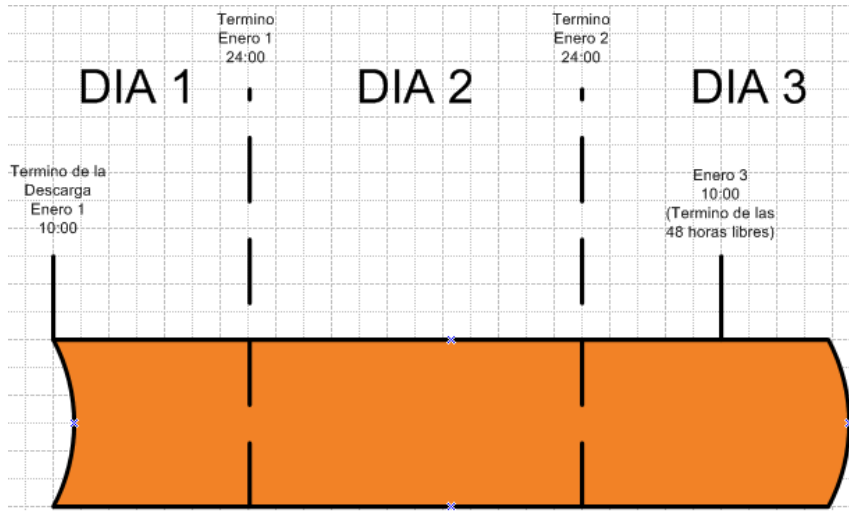 Termino
Enero 1
24:00
Termino
Enero 2
24:00
DIA 1
DIA 2
DIA 3
Termino de la
Descarga
Enero 1
10:00
Enero 3
10:00
(Termino de las
48 horas libres)